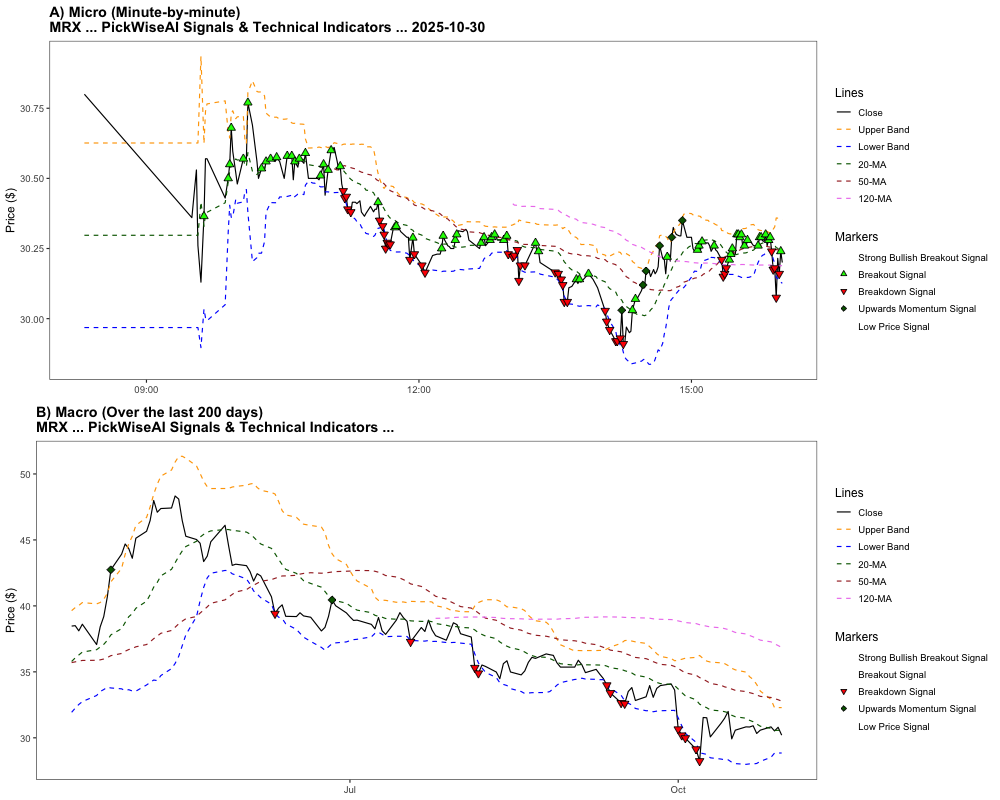 A) Micro (Minute-by-minute)
MRX ... PickWiseAI Signals & Technical Indicators ... 2025-10-30
Price ($)
30.75
30.50
30.25
30.00
09:00
12:00
15:00
Lines
Close
Upper Band
Lower Band
20-MA
50-MA
120-MA
Markers
Strong Bullish Breakout Signal
Breakout Signal
Breakdown Signal
Upwards Momentum Signal
Low Price Signal
B) Macro (Over the last 200 days)
MRX ... PickWiseAI Signals & Technical Indicators ...
Price ($)
50
45
40
35
30
Jul
Oct
Lines
Close
Upper Band
Lower Band
20-MA
50-MA
120-MA
Markers
Strong Bullish Breakout Signal
Breakout Signal
Breakdown Signal
Upwards Momentum Signal
Low Price Signal